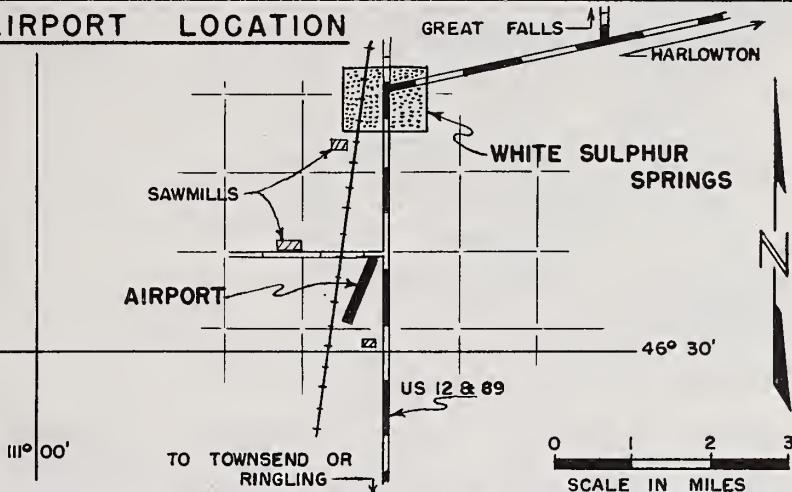 AIRPORT LOCATION
GREAT FALLS
HARLOWTON
WHITE SULPHUR
SPRINGS
SAWMILLS
AIRPORT
N
46° 30'
US 12 & 89
111° 00'
TO TOWNSEND OR
RINGLING
0 1 2 3
SCALE IN MILES